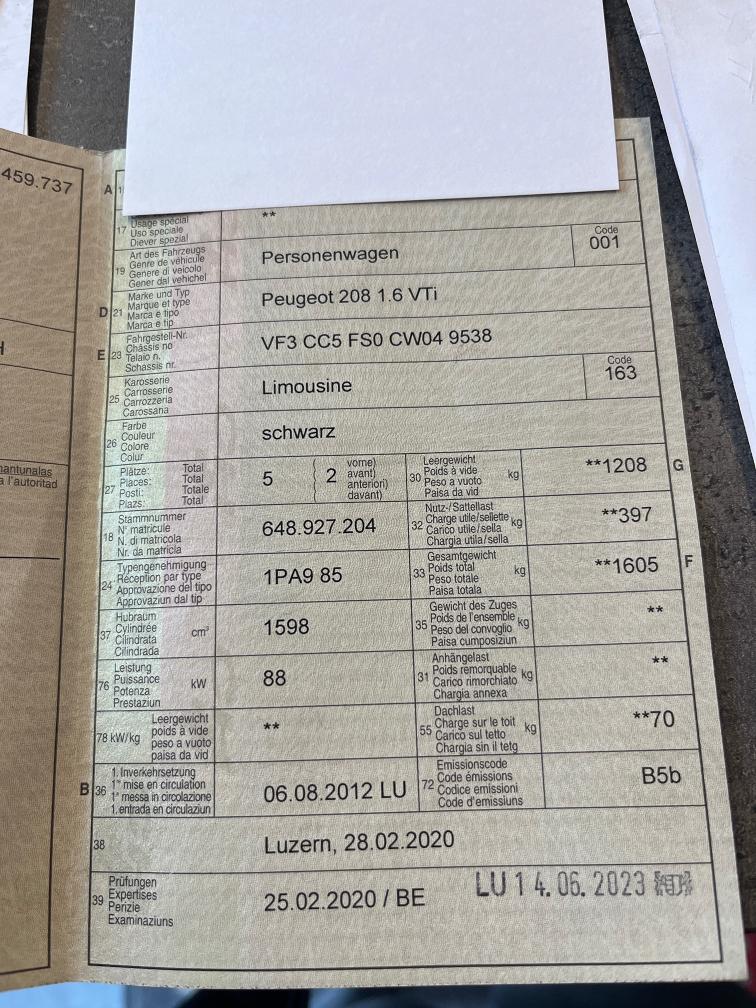 459.737
A
17 Usage spécial
Uso speciale
Diever spezial
**
19 Art des Fahrzeugs
Genre de véhicule
Genere di veicolo
Gener dal vehichel
Personenwagen
Code
001
D 21 Marke und Typ
Marque et type
Marca e tipo
Marca e tip
Peugeot 208 1.6 VTi
E 23 Fahrgestell-Nr.
Châssis no
Telaio n.
Schassis nr.
VF3 CC5 FS0 CW04 9538
25 Karosserie
Carrosserie
Carrozzeria
Carossana
Limousine
Code
163
26 Farbe
Couleur
Colore
Colur
schwarz
27 Plätze: Total
Places: Total
Posti: Totale
Plazs: Total
5
2 vorne)
avant)
anteriori)
davant)
30 Leergewicht
Poids à vide
Peso a vuoto
Paisa da vid
kg
**1208
G
18 Stammnummer
N° matricule
N. di matricola
Nr. da matricla
648.927.204
32 Nutz-/Sattellast
Charge utile/sellette
Carico utile/sella
Chargia utila/sella
kg
**397
24 Typengenehmigung
Réception par type
Approvazione del tipo
Approvaziun dal tip
1PA9 85
33 Gesamtgewicht
Poids total
Peso totale
Paisa totala
kg
**1605
F
37 Hubraum
Cylindrée
Cilindrata
Cilindrada
cm³
1598
35 Gewicht des Zuges
Poids de l'ensemble
Peso del convoglio
Paisa cumposiziun
kg
**
76 Leistung
Puissance
Potenza
Prestaziun
kW
88
31 Anhängelast
Poids remorquable
Carico rimorchiato
Chargia annexa
kg
**
78 kW/kg Leergewicht
poids à vide
peso a vuoto
paisa da vid
**
55 Dachlast
Charge sur le toit
Carico sul tetto
Chargia sin il tetg
kg
**70
B 36 1. Inverkehrsetzung
1re mise en circulation
1a messa in circolazione
1. entrada en circulaziun
06.08.2012 LU
72 Emissionscode
Code émissions
Codice emissioni
Code d'emissiuns
B5b
38
Luzern, 28.02.2020
39 Prüfungen
Expertises
Perizie
Examinaziuns
25.02.2020 / BE
LU 14.06.2023